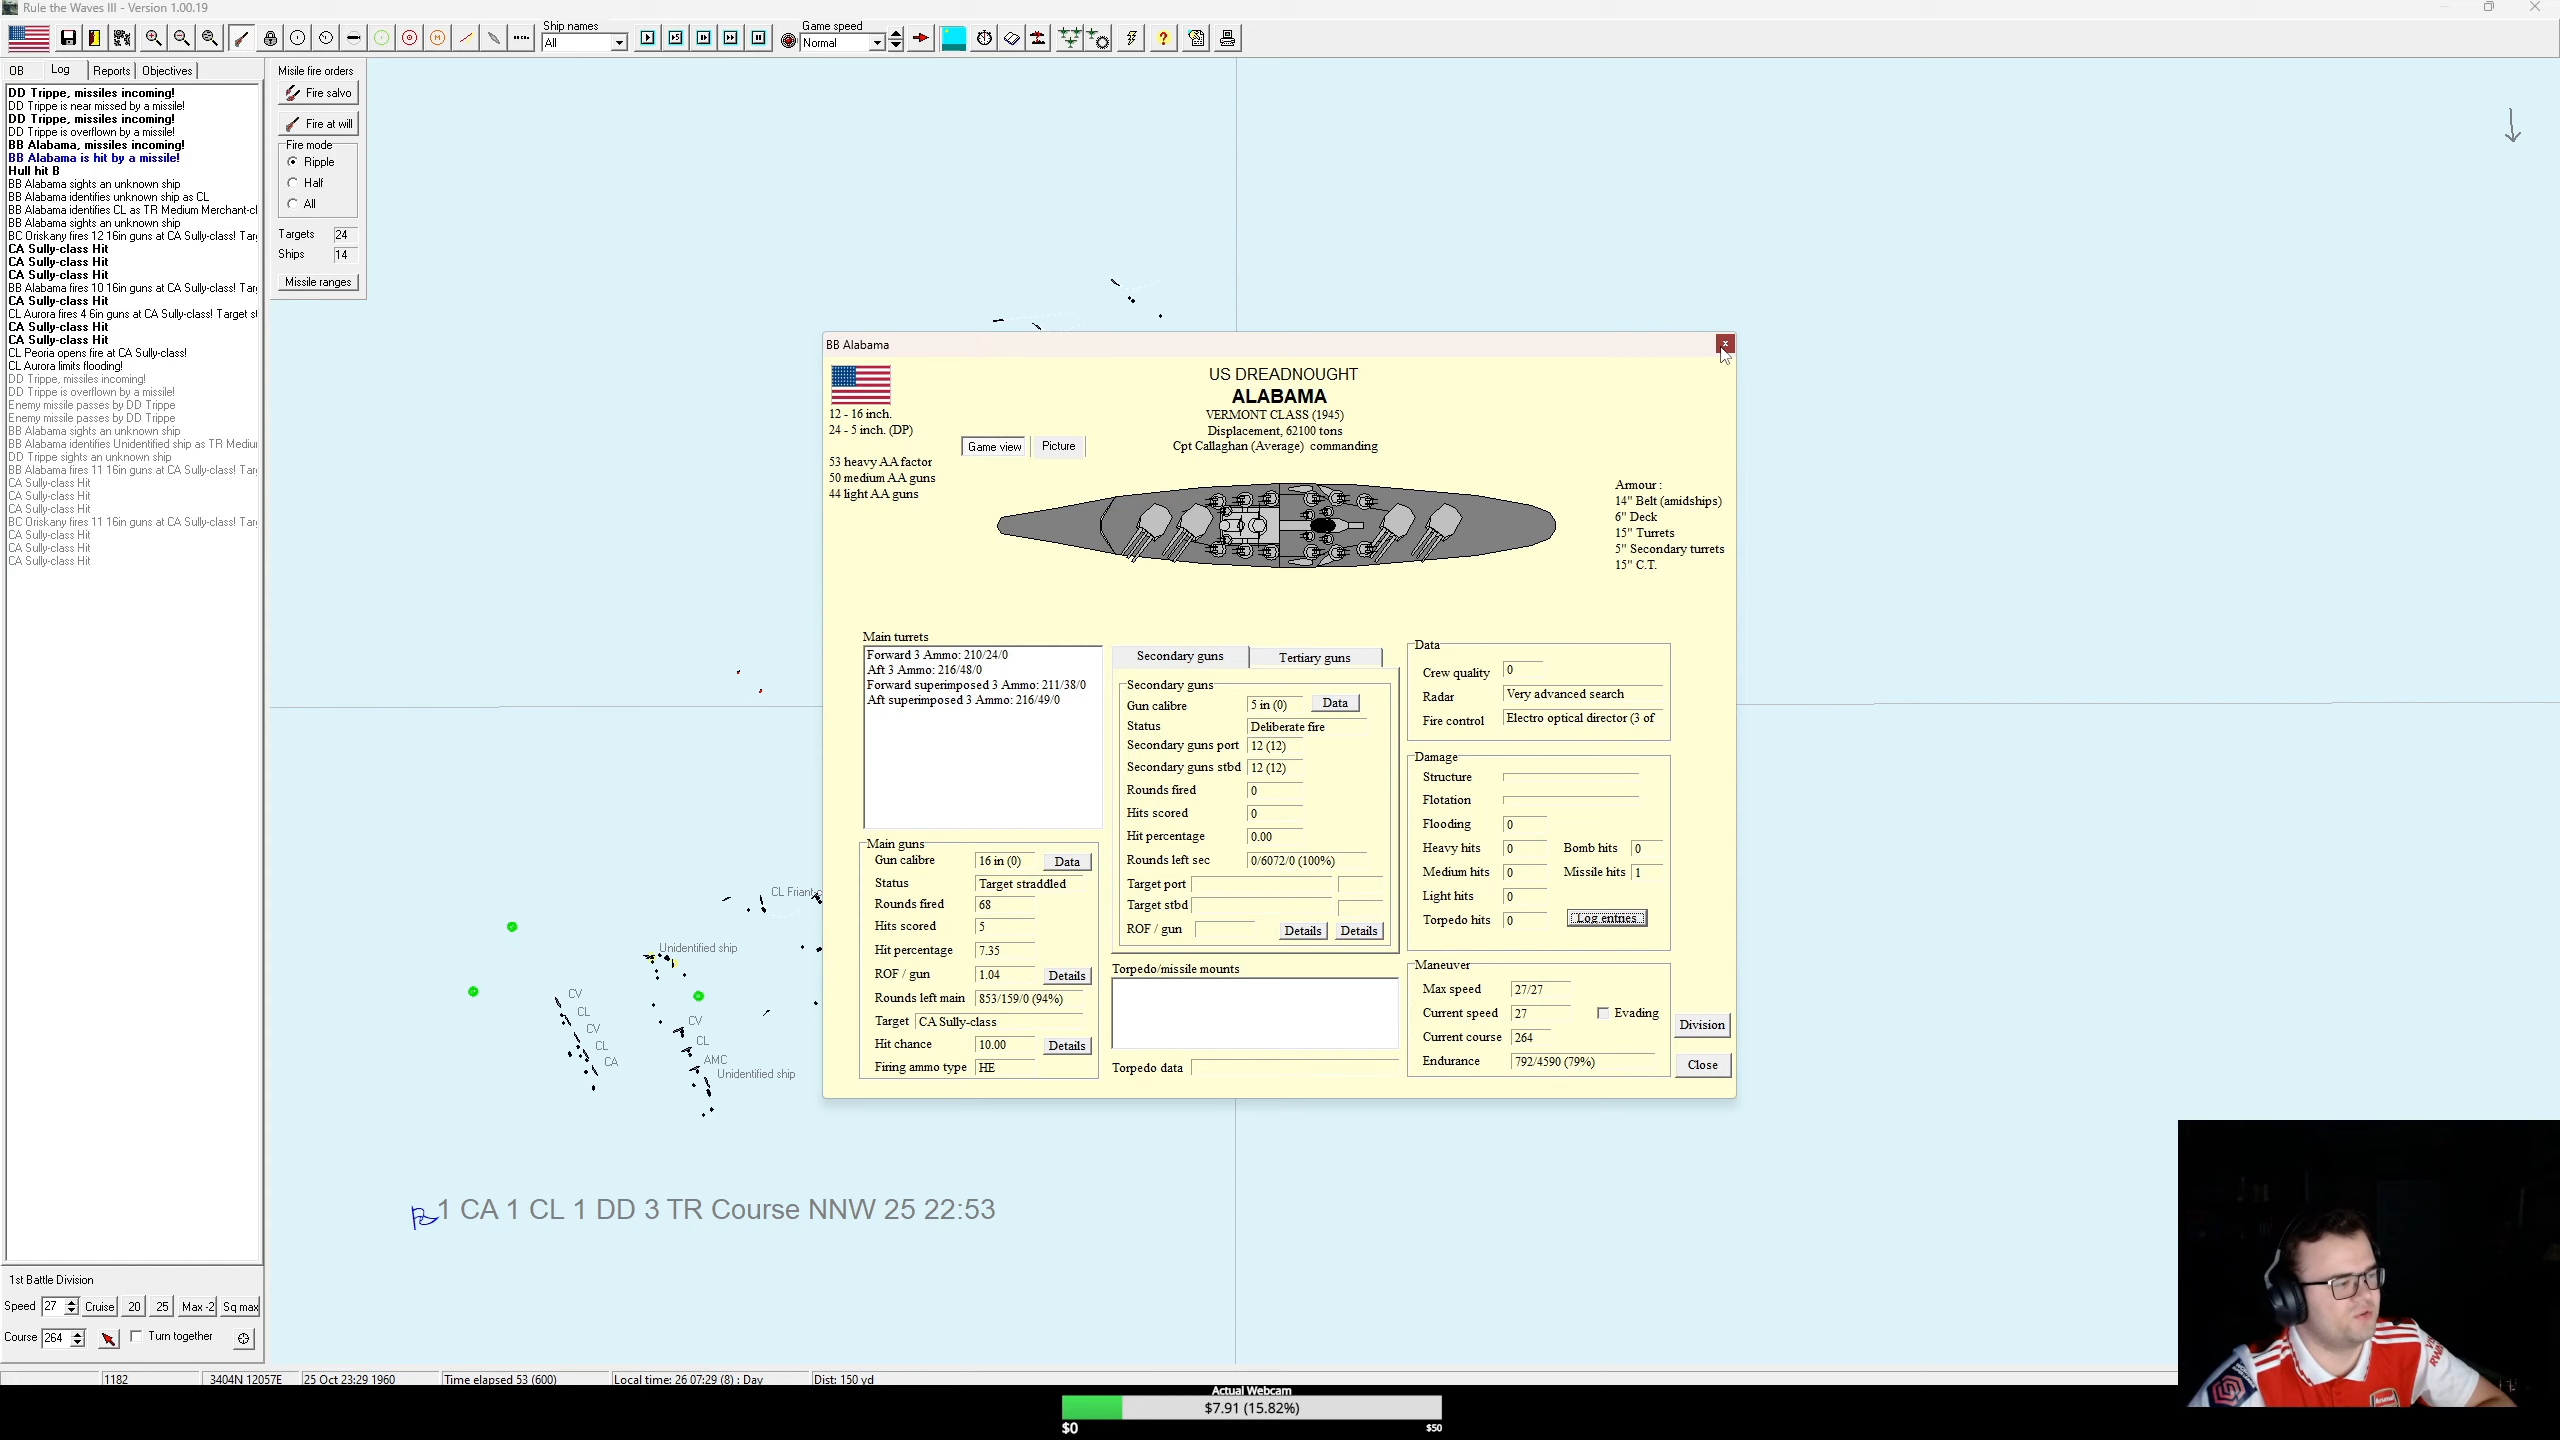 Rule the Waves III - Version 1.00.19
Ship names
All
Game speed
Normal
OB
Log
Reports
Objectives
DD Trippe, missiles incoming!
DD Trippe is near missed by a missile!
DD Trippe, missiles incoming!
DD Trippe is overflown by a missile!
BB Alabama, missiles incoming!
BB Alabama is hit by a missile!
Hull hit B
BB Alabama sights an unknown ship
BB Alabama identifies unknown ship as CL
BB Alabama identifies CL as TR Medium Merchant-cl
BB Alabama sights an unknown ship
BC Oriskany fires 12 16in guns at CA Sully-class! Tar
CA Sully-class Hit
CA Sully-class Hit
CA Sully-class Hit
BB Alabama fires 10 16in guns at CA Sully-class! Tar
CA Sully-class Hit
CL Aurora fires 4 6in guns at CA Sully-class! Target st
CA Sully-class Hit
CA Sully-class Hit
CL Peoria opens fire at CA Sully-class!
CL Aurora limits flooding!
DD Trippe, missiles incoming!
DD Trippe is overflown by a missile!
Enemy missile passes by DD Trippe
Enemy missile passes by DD Trippe
BB Alabama sights an unknown ship
BB Alabama identifies Unidentified ship as TR Mediu
DD Trippe sights an unknown ship
BB Alabama fires 11 16in guns at CA Sully-class! Tar
CA Sully-class Hit
CA Sully-class Hit
CA Sully-class Hit
BC Oriskany fires 11 16in guns at CA Sully-class! Tar
CA Sully-class Hit
CA Sully-class Hit
CA Sully-class Hit
Misile fire orders
Fire salvo
Fire at will
Fire mode
Ripple
Half
All
Targets 24
Ships 14
Missile ranges
BB Alabama
x
US DREADNOUGHT
ALABAMA
VERMONT CLASS (1945)
Displacement, 62100 tons
Cpt Callaghan (Average) commanding
12 - 16 inch.
24 - 5 inch. (DP)
Game view
Picture
53 heavy AA factor
50 medium AA guns
44 light AA guns
Armour :
14" Belt (amidships)
6" Deck
15" Turrets
5" Secondary turrets
15" C.T.
Main turrets
Forward 3 Ammo: 210/24/0
Aft 3 Ammo: 216/48/0
Forward superimposed 3 Ammo: 211/38/0
Aft superimposed 3 Ammo: 216/49/0
Main guns
Gun calibre 16 in (0) Data
Status Target straddled
Rounds fired 68
Hits scored 5
Hit percentage 7.35
ROF / gun 1.04 Details
Rounds left main 853/159/0 (94%)
Target CA Sully-class
Hit chance 10.00 Details
Firing ammo type HE
Secondary guns
Tertiary guns
Secondary guns
Gun calibre 5 in (0) Data
Status Deliberate fire
Secondary guns port 12 (12)
Secondary guns stbd 12 (12)
Rounds fired 0
Hits scored 0
Hit percentage 0.00
Rounds left sec 0/6072/0 (100%)
Target port
Target stbd
ROF / gun Details Details
Torpedo/missile mounts
Torpedo data
Data
Crew quality 0
Radar Very advanced search
Fire control Electro optical director (3 of
Damage
Structure
Flotation
Flooding 0
Heavy hits 0 Bomb hits 0
Medium hits 0 Missile hits 1
Light hits 0
Torpedo hits 0 Log entries
Maneuver
Max speed 27/27
Current speed 27 Evading
Current course 264
Endurance 792/4590 (79%)
Division
Close
CL Friant-c
Unidentified ship
CV
CL
CV
CL
CA
CV
CL
AMC
Unidentified ship
1 CA 1 CL 1 DD 3 TR Course NNW 25 22:53
1st Battle Division
Speed 27 Cruise 20 25 Max -2 Sq max
Course 264 Turn together
1182
3404N 12057E
25 Oct 23:29 1960
Time elapsed 53 (600)
Local time: 26 07:29 (8) : Day
Dist: 150 yd
Actual Webcam
$7.91 (15.82%)
$0
$50